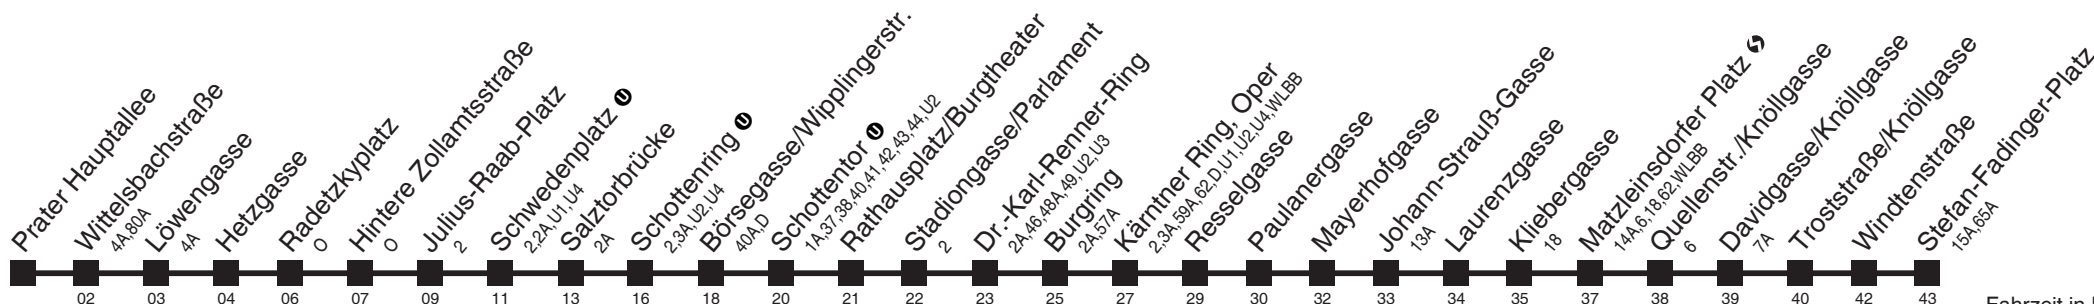 Prater Hauptallee
Wittelsbachstraße
4A,80A
Löwengasse
4A
Hetzgasse
Radetzkyplatz
O
Hintere Zollamtsstraße
O
Julius-Raab-Platz
2
Schwedenplatz U
2,2A,U1,U4
Salztorbrücke
2A
Schottenring U
2,3A,U2,U4
Börsegasse/Wipplingerstr.
40A,D
Schottentor U
1A,37,38,40,41,42,43,44,U2
Rathausplatz/Burgtheater
Stadiongasse/Parlament
2
Dr.-Karl-Renner-Ring
2A,46,48A,49,U2,U3
Burgring
2A,57A
Kärntner Ring, Oper
2,3A,59A,62,D,U1,U2,U4,WLBB
Resselgasse
Paulanergasse
Mayerhofgasse
Johann-Strauß-Gasse
13A
Laurenzgasse
Kliebergasse
18
Matzleinsdorfer Platz
14A,6,18,62,WLBB
Quellenstr./Knöllgasse
6
Davidgasse/Knöllgasse
7A
Troststraße/Knöllgasse
Windtenstraße
Stefan-Fadinger-Platz
15A,65A
02 03 04 06 07 09 11 13 16 18 20 21 22 23 25 27 29 30 32 33 34 35 37 38 39 40 42 43
Fahrzeit in